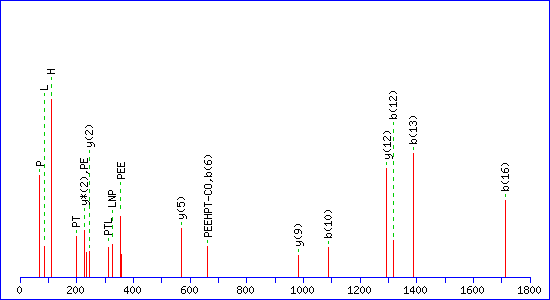 P
L
H
PT
y*(2),PE
y(2)
PTL
LNP
PEE
y(5)
PEEHPT-CO,b(6)
y(9)
b(10)
y(12)
b(12)
b(13)
b(16)
0 200 400 600 800 1000 1200 1400 1600 1800